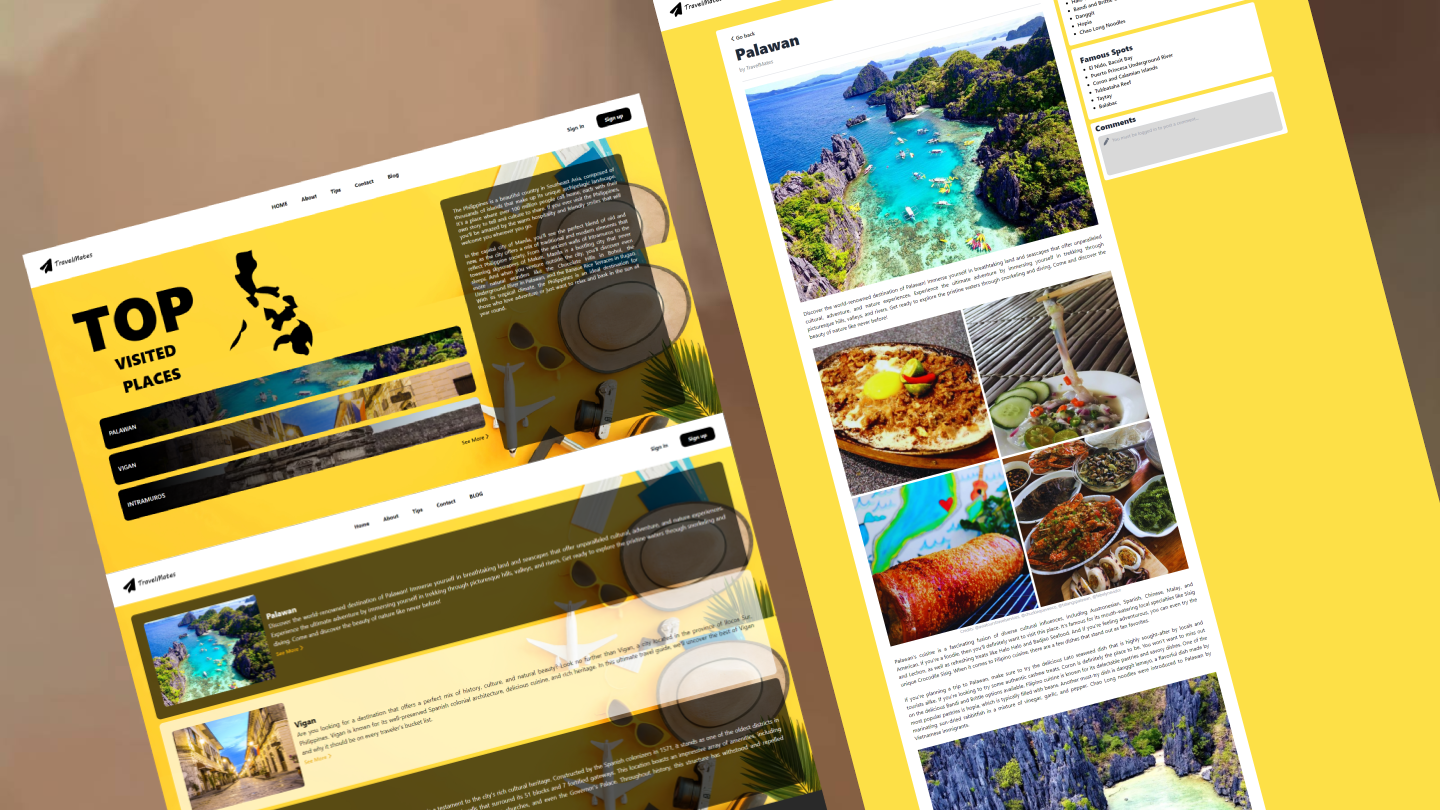 TravelMates
HOME
About
Tips
Contact
Blog
Sign In
Sign up
TOP
VISITED
PLACES
PALAWAN
VIGAN
INTRAMUROS
See More
The Philippines is a beautiful country in Southeast Asia, composed of
thousands of islands that make up its unique archipelagic landscape.
It's a place where over 100 million people call home, each with their
own story to tell and culture to share. If you ever visit the Philippines,
you'll be amazed by the warm hospitality and friendly smiles that will
welcome you wherever you go.
In the capital city of Manila, you'll see the perfect blend of old and
new, as the city offers a mix of traditional and modern elements that
reflect Philippine society. From the ancient walls of Intramuros to the
towering skyscrapers of Makati, Manila is a bustling city that never
sleeps. And when you venture outside the city, you'll discover even
more natural wonders like the Chocolate Hills in Bohol, the
Underground River in Palawan, and the Banaue Rice Terraces in Ifugao.
With its tropical climate, the Philippines is an ideal destination for
those who love adventure or just want to relax and bask in the sun all
year round.
TravelMates
Home
About
Tips
Contact
BLOG
Sign In
Sign up
Palawan
Discover the world-renowned destination of Palawan! Immerse yourself in breathtaking land and seascapes that offer unparalleled cultural, adventure, and nature experiences.
Experience the ultimate adventure by immersing yourself in trekking through picturesque hills, valleys, and rivers. Get ready to explore the pristine waters through snorkeling and
diving. Come and discover the beauty of nature like never before!
See More
Vigan
Are you looking for a destination that offers a perfect mix of history, culture, and natural beauty? Look no further than Vigan, a city located in the province of Ilocos Sur,
Philippines. Vigan is known for its well-preserved Spanish colonial architecture, delicious cuisine, and rich heritage. In this ultimate travel guide, we'll uncover the best of Vigan
and why it should be on every traveler's bucket list.
See More
testament to the city's rich cultural heritage. Constructed by the Spanish colonizers in 1571, it stands as one of the oldest districts in
that surround its 51 blocks and 7 fortified gateways. This location boasts an impressive array of amenities, including
churches, and even the Governor's Palace. Throughout history, this structure has withstood and repelled
TravelMates
Go back
Palawan
by TravelMates
Discover the world-renowned destination of Palawan! Immerse yourself in breathtaking land and seascapes that offer unparalleled
cultural, adventure, and nature experiences. Experience the ultimate adventure by immersing yourself in trekking through
picturesque hills, valleys, and rivers. Get ready to explore the pristine waters through snorkeling and diving. Come and discover the
beauty of nature like never before!
Palawan's cuisine is a fascinating fusion of diverse cultural influences, including Austronesian, Spanish, Chinese, Malay, and
American. If you're a foodie, then you'll definitely want to visit this place. It's famous for its mouth-watering local specialties like Sisig
and Lechon, as well as refreshing treats like Halo Halo and Badjao Seafood. And if you're feeling adventurous, you can even try the
unique Crocodile Sisig. When it comes to Filipino cuisine, there are a few dishes that stand out as fan favorites.
If you're planning a trip to Palawan, make sure to try the delicious Lato seaweed dish that is highly sought-after by locals and
tourists alike. If you're looking to try some authentic cashew treats, Coron is definitely the place to be. You won't want to miss out
on the delicious Bandi and Brittle options available. Filipino cuisine is known for its delectable pastries and savory dishes. One of the
most popular pastries is hopia, which is typically filled with beans. Another must-try dish is danggit lamayo, a flavorful dish made by
marinating sun-dried rabbitfish in a mixture of vinegar, garlic, and pepper. Chao Long noodles were introduced to Palawan by
Vietnamese immigrants.
Bandi and Brittle
Danggit
Hopia
Chao Long Noodles
Famous Spots
El Nido, Bacuit Bay
Puerto Princesa Underground River
Coron and Calamian Islands
Tubbataha Reef
Taytay
Balabac
Comments
You must be logged in to post a comment...